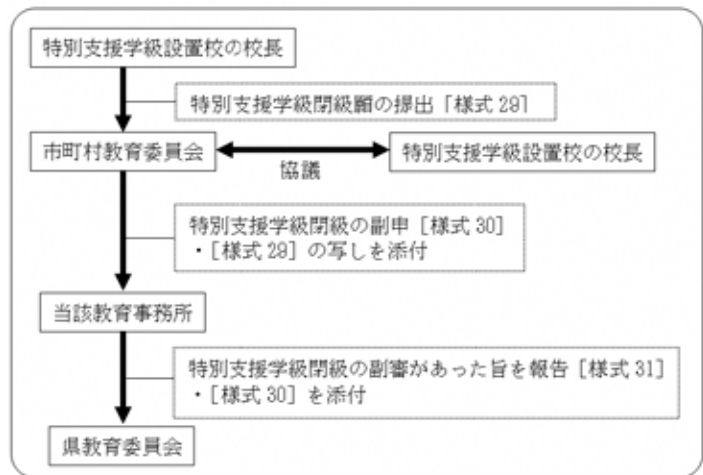 特別支援学級設置校の校長
特別支援学級閉級願の提出［様式29］
市町村教育委員会
特別支援学級設置校の校長
協議
特別支援学級閉級の副申［様式30］
・［様式29］の写しを添付
当該教育事務所
特別支援学級閉級の副審があった旨を報告［様式31］
・［様式30］を添付
県教育委員会